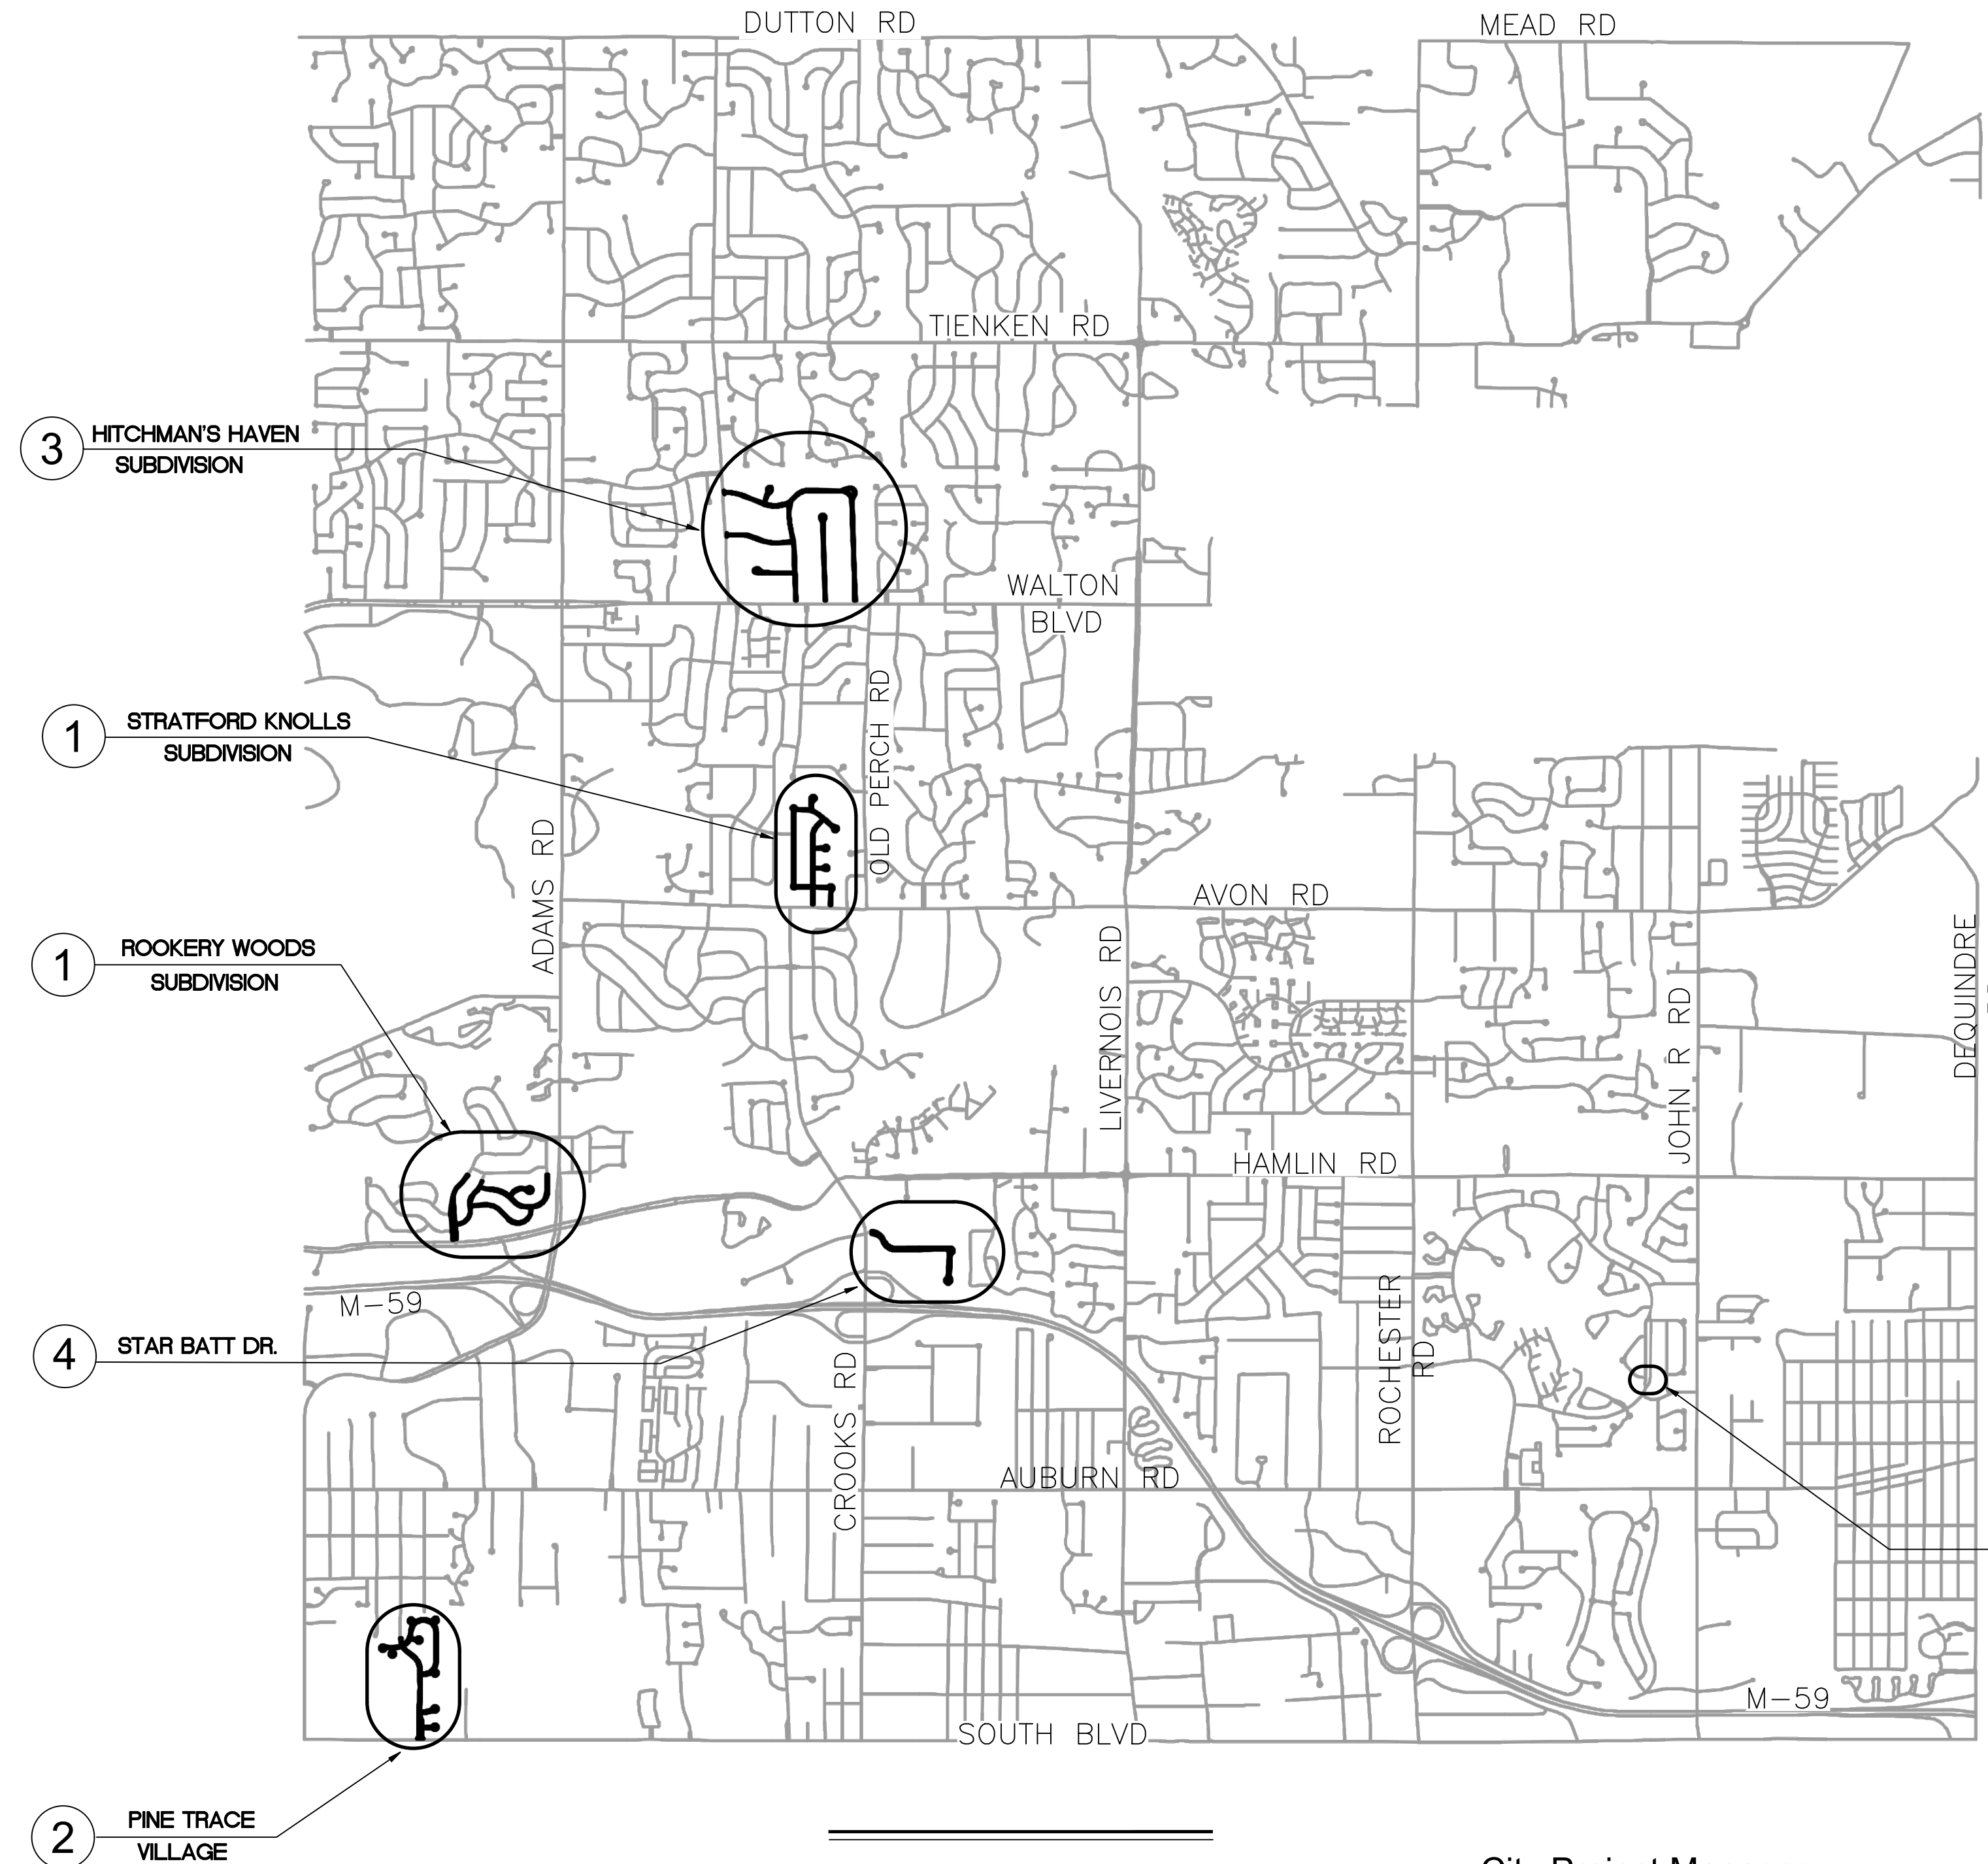 DUTTON RD
MEAD RD
TIENKEN RD
3
HITCHMAN'S HAVEN
SUBDIVISION
WALTON
BLVD
OLD PERCH RD
1
STRATFORD KNOLLS
SUBDIVISION
ADAMS RD
AVON RD
1
ROOKERY WOODS
SUBDIVISION
LIVERNOIS RD
DEQUINDRE
JOHN R RD
HAMLIN RD
M-59
4
STAR BATT DR.
CROOKS RD
ROCHESTER
RD
AUBURN RD
M-59
SOUTH BLVD
2
PINE TRACE
VILLAGE